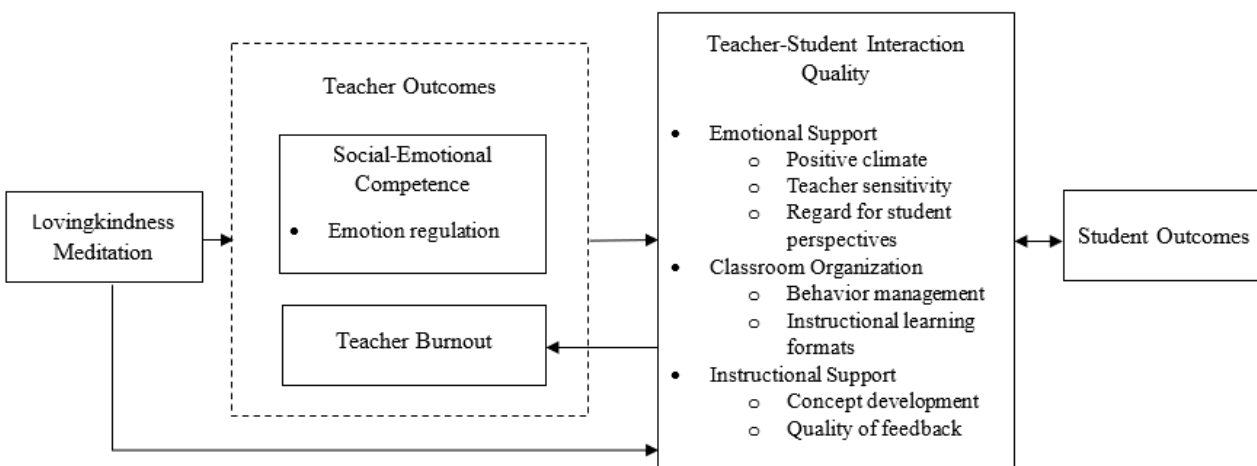 Lovingkindness
Meditation
Teacher Outcomes
Social-Emotional
Competence
• Emotion regulation
Teacher Burnout
Teacher-Student Interaction
Quality
• Emotional Support
o Positive climate
o Teacher sensitivity
o Regard for student
perspectives
• Classroom Organization
o Behavior management
o Instructional learning
formats
• Instructional Support
o Concept development
o Quality of feedback
Student Outcomes